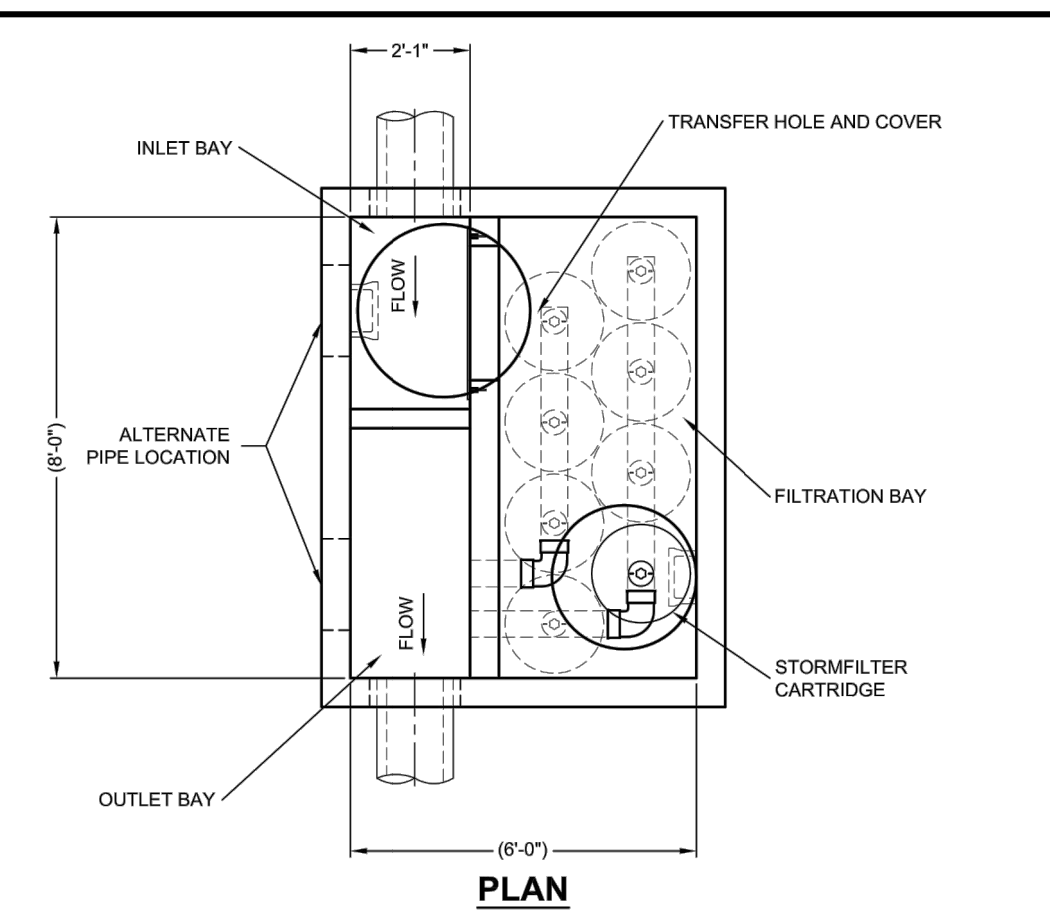 2'-1"
TRANSFER HOLE AND COVER
INLET BAY
FLOW
(8'-0")
ALTERNATE
PIPE LOCATION
FILTRATION BAY
FLOW
STORMFILTER
CARTRIDGE
OUTLET BAY
(6'-0")
PLAN